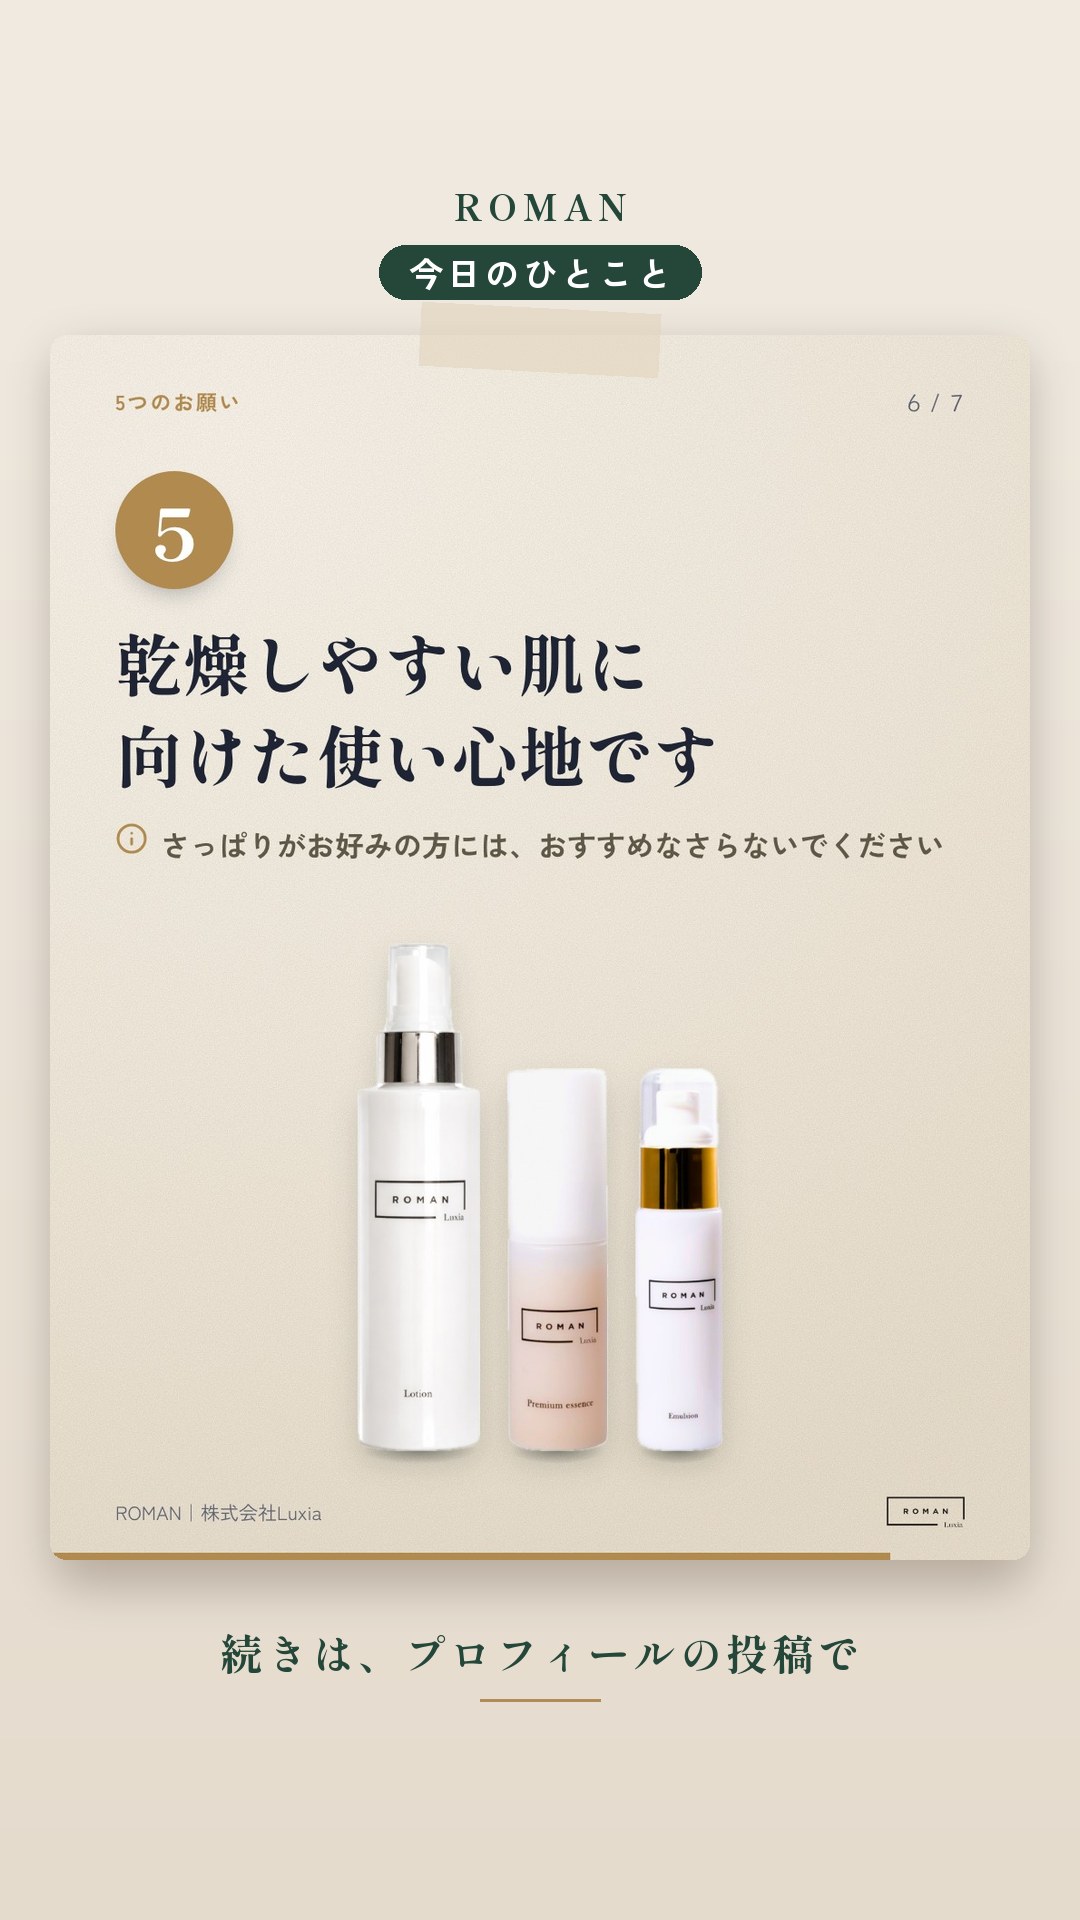 ROMAN
今日のひとこと
5つのお願い
6 / 7
5
乾燥しやすい肌に
向けた使い心地です
さっぱりがお好みの方には、おすすめなさらないでください
ROMAN
Luxia
Lotion
ROMAN
Luxia
Premium essence
ROMAN
Luxia
Emulsion
ROMAN｜株式会社Luxia
ROMAN
Luxia
続きは、プロフィールの投稿で